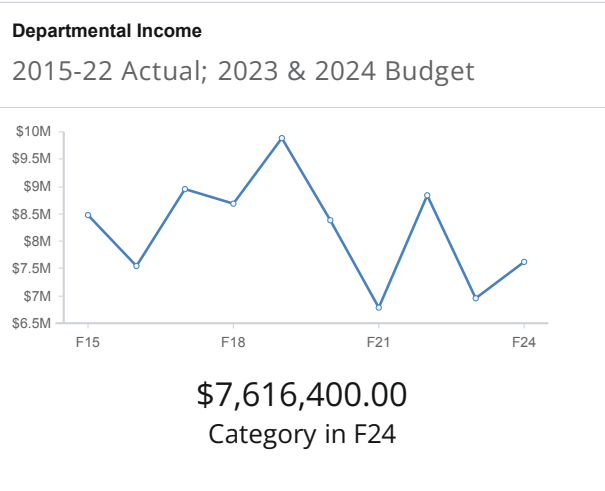 Departmental Income
2015-22 Actual; 2023 & 2024 Budget
$10M
$9.5M
$9M
$8.5M
$8M
$7.5M
$7M
$6.5M
F15 F18 F21 F24
$7,616,400.00
Category in F24